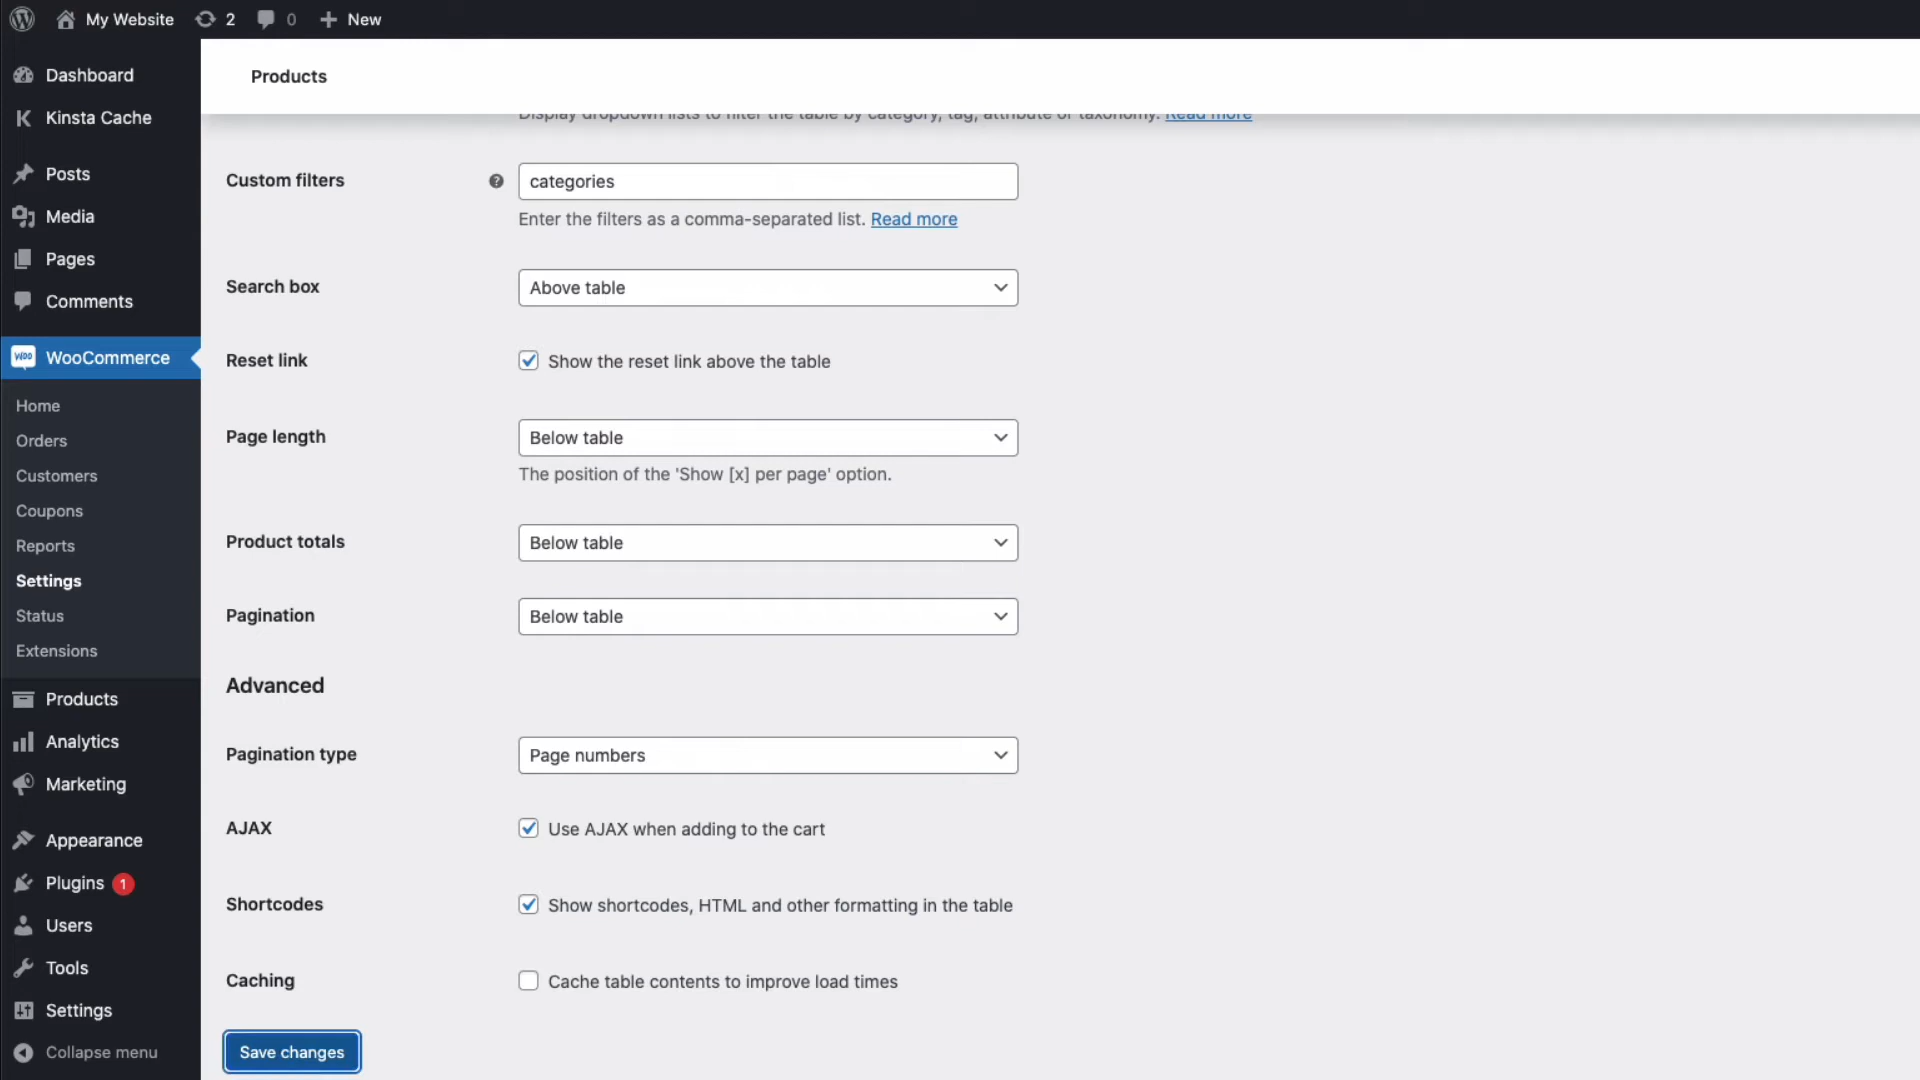 My Website 2 0 New
Dashboard
Kinsta Cache
Posts
Media
Pages
Comments
WooCommerce
Home
Orders
Customers
Coupons
Reports
Settings
Status
Extensions
Products
Analytics
Marketing
Appearance
Plugins 1
Users
Tools
Settings
Collapse menu
Products
Display dropdown lists to filter the table by category, tag, attribute or taxonomy. Read more
Custom filters
categories
Enter the filters as a comma-separated list. Read more
Search box
Above table
Reset link
Show the reset link above the table
Page length
Below table
The position of the 'Show [x] per page' option.
Product totals
Below table
Pagination
Below table
Advanced
Pagination type
Page numbers
AJAX
Use AJAX when adding to the cart
Shortcodes
Show shortcodes, HTML and other formatting in the table
Caching
Cache table contents to improve load times
Save changes